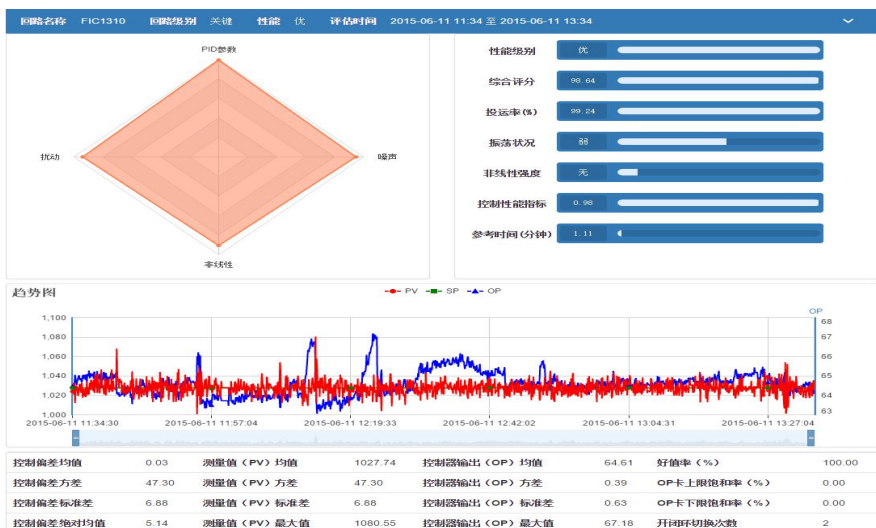 回路名称 FIC1310 回路级别 关键 性能 优 评估时间 2015-06-11 11:34 至 2015-06-11 13:34
PID参数
扰动
噪声
非线性
性能级别 优
综合评分 98.64
投运率(%) 99.24
振荡状况 弱
非线性强度 无
控制性能指标 0.98
参考时间(分钟) 1.11
趋势图
PV SP OP
OP
1,100
1,080
1,060
1,040
1,020
1,000
68
67
66
65
64
63
2015-06-11 11:34:30 2015-06-11 11:57:04 2015-06-11 12:19:33 2015-06-11 12:42:02 2015-06-11 13:04:31 2015-06-11 13:27:04
控制偏差均值 0.03 测量值（PV）均值 1027.74 控制器输出（OP）均值 64.61 好值率（%） 100.00
控制偏差方差 47.30 测量值（PV）方差 47.30 控制器输出（OP）方差 0.39 OP卡上限饱和率（%） 0.00
控制偏差标准差 6.88 测量值（PV）标准差 6.88 控制器输出（OP）标准差 0.63 OP卡下限饱和率（%） 0.00
控制偏差绝对均值 5.14 测量值（PV）最大值 1080.55 控制器输出（OP）最大值 67.18 开闭环切换次数 2